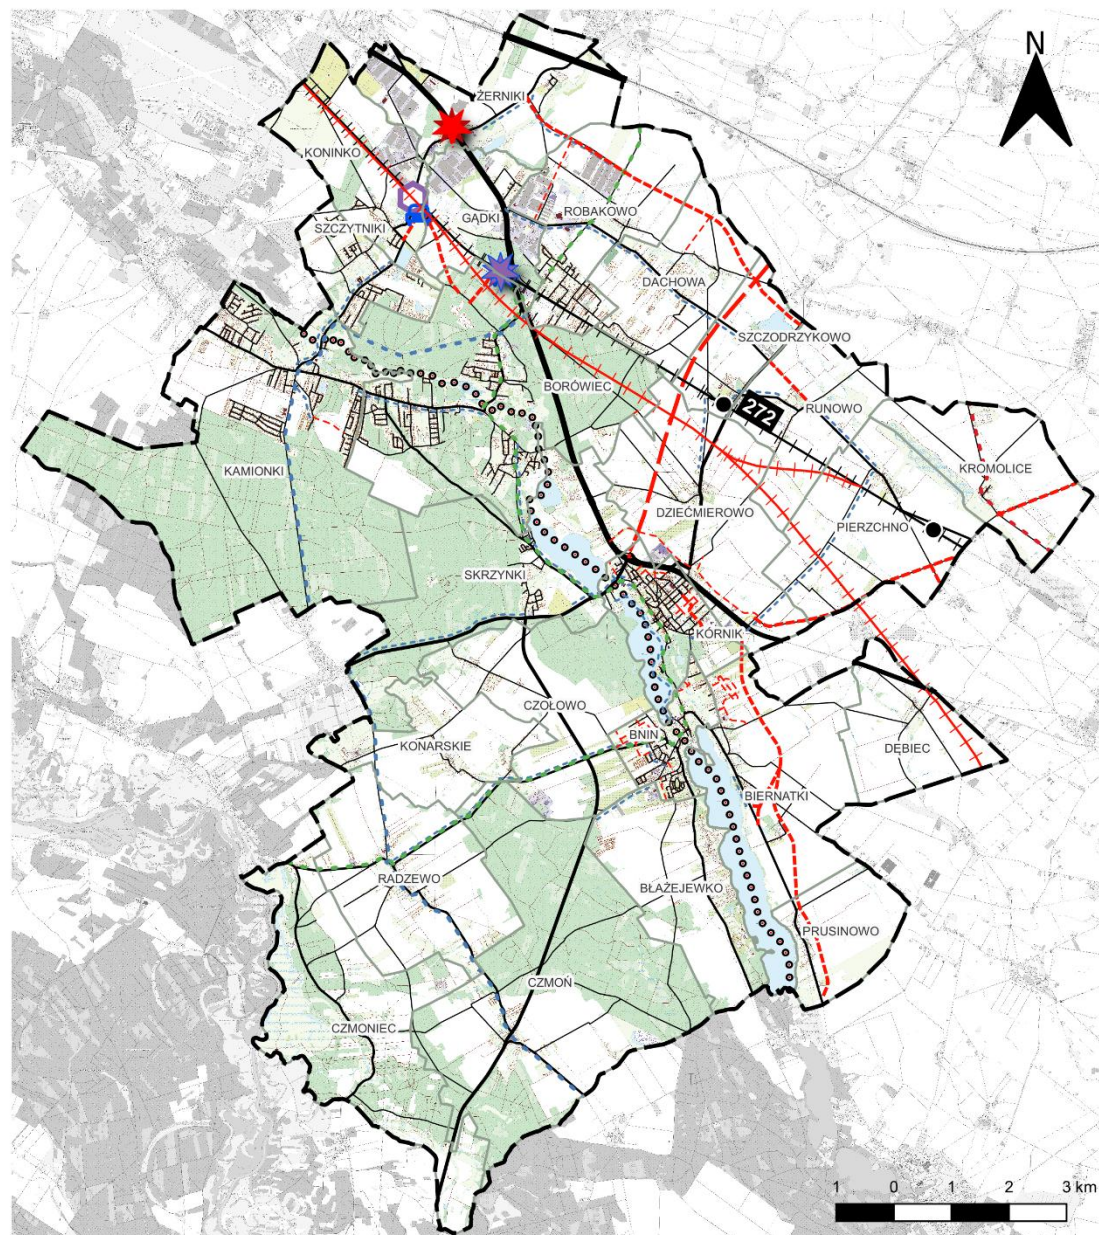 N
ŻERNIKI
KONINKO
GĄDKI
ROBAKOWO
SZCZYTNIKI
DACHOWA
SZCZODRZYKOWO
BORÓWIEC
RUNOWO
272
KAMIONKI
KROMOLICE
DZIEĆMIEROWO
PIERZCHNO
SKRZYNKI
KÓRNIK
CZOŁOWO
BNIN
KONARSKIE
DĘBIEC
BIERNATKI
RADZEWO
BŁAŻEJEWKO
PRUSINOWO
CZMOŃ
CZMONIEC
1 0 1 2 3 km